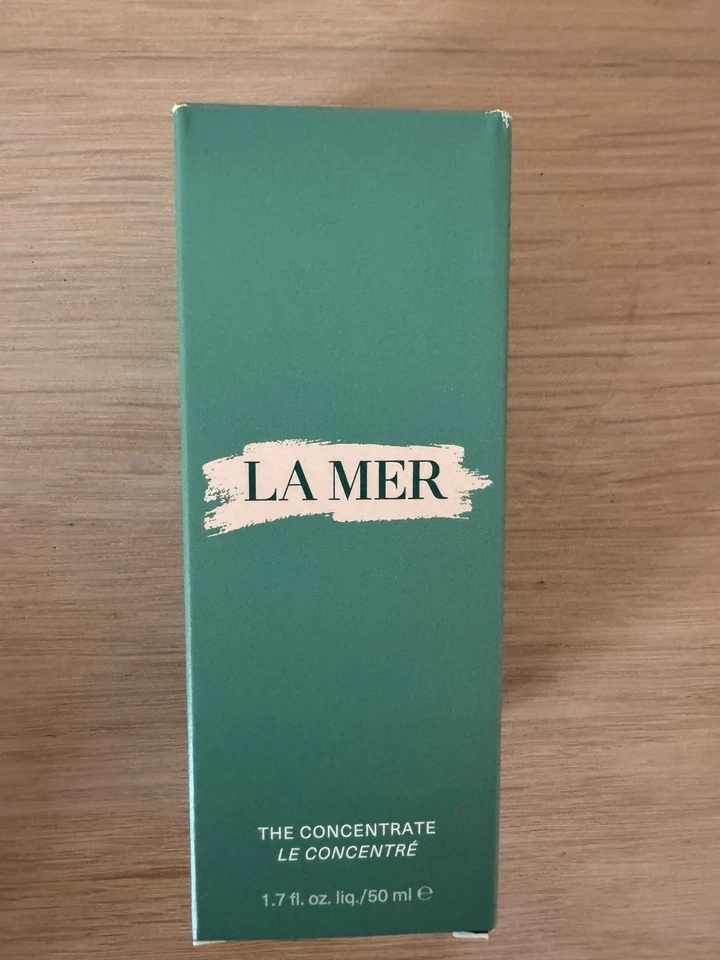 LA MER
THE CONCENTRATE
LE CONCENTRÉ
1.7 fl. oz. liq./50 ml ℮